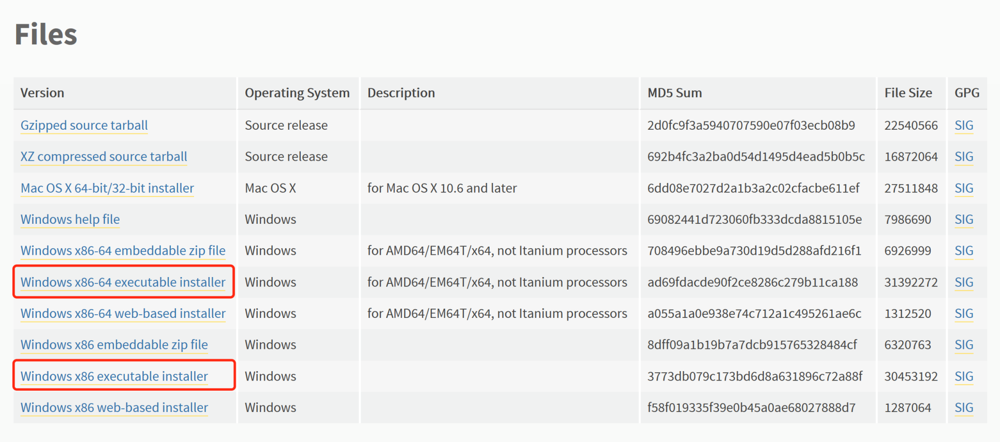 Files
Version Operating System Description MD5 Sum File Size GPG
Gzipped source tarball Source release 2d0fc9f3a5940707590e07f03ecb08b9 22540566 SIG
XZ compressed source tarball Source release 692b4fc3a2ba0d54d1495d4ead5b0b5c 16872064 SIG
Mac OS X 64-bit/32-bit installer Mac OS X for Mac OS X 10.6 and later 6dd08e7027d2a1b3a2c02cfacbe611ef 27511848 SIG
Windows help file Windows 69082441d723060fb333dcda8815105e 7986690 SIG
Windows x86-64 embeddable zip file Windows for AMD64/EM64T/x64, not Itanium processors 708496ebbe9a730d19d5d288afd216f1 6926999 SIG
Windows x86-64 executable installer Windows for AMD64/EM64T/x64, not Itanium processors ad69fdacde90f2ce8286c279b11ca188 31392272 SIG
Windows x86-64 web-based installer Windows for AMD64/EM64T/x64, not Itanium processors a055a1a0e938e74c712a1c495261ae6c 1312520 SIG
Windows x86 embeddable zip file Windows 8dff09a1b19b7a7dcb915765328484cf 6320763 SIG
Windows x86 executable installer Windows 3773db079c173bd6d8a631896c72a88f 30453192 SIG
Windows x86 web-based installer Windows f58f019335f39e0b45a0ae68027888d7 1287064 SIG